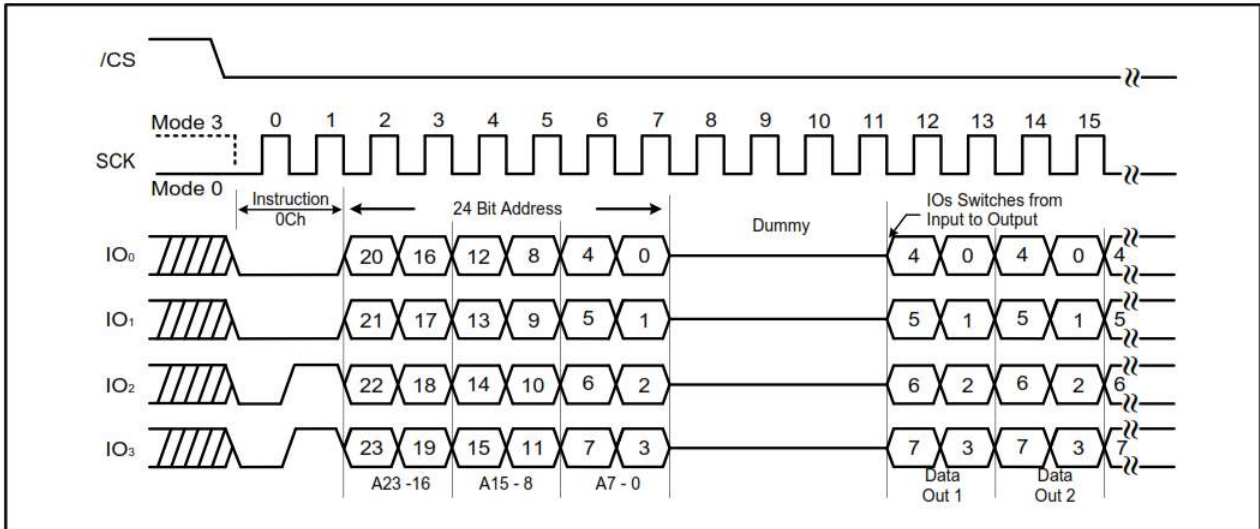 /CS
Mode 3
0 1 2 3 4 5 6 7 8 9 10 11 12 13 14 15
SCK
Mode 0
Instruction
0Ch
24 Bit Address
Dummy
IOs Switches from
Input to Output
IO0 20 16 12 8 4 0 4 0 4 0 4
IO1 21 17 13 9 5 1 5 1 5 1 5
IO2 22 18 14 10 6 2 6 2 6 2 6
IO3 23 19 15 11 7 3 7 3 7 3 7
A23 -16 A15 - 8 A7 - 0
Data
Out 1
Data
Out 2